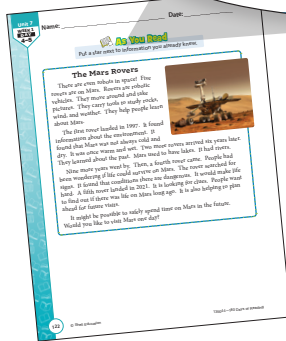 Unit 7
WEEK 1
DAY
4–5
Name:
Date:
As You Read
Put a star next to information you already know.
The Mars Rovers
There are even robots in space! Five
rovers are on Mars. Rovers are robotic
vehicles. They move around and take
pictures. They carry tools to study rocks,
wind, and weather. They help people learn
about Mars.
The first rover landed in 1997. It found
information about the environment. It
found that Mars was not always cold and
dry. It was once warm and wet. Two more rovers arrived six years later.
They learned about the past. Mars used to have lakes. It had rivers.
Nine more years went by. Then, a fourth rover came. People had
been wondering if life could survive on Mars. The rover searched for
signs. It found that conditions there are dangerous. It would make life
hard. A fifth rover landed in 2021. It is looking for clues. People want
to find out if there was life on Mars long ago. It is also helping to plan
ahead for future visits.
It might be possible to safely spend time on Mars in the future.
Would you like to visit Mars one day?
122